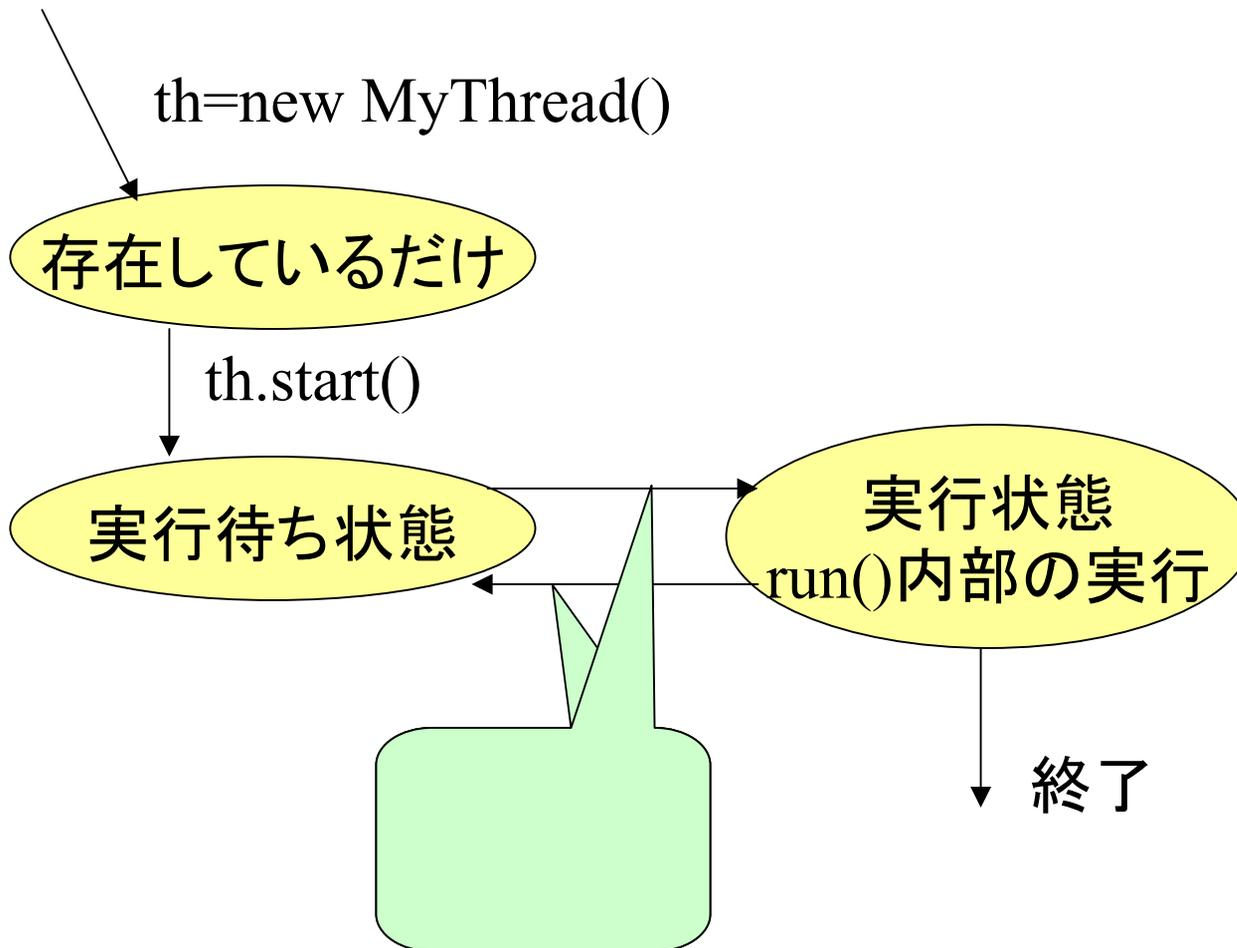 th=new MyThread()
存在しているだけ
th.start()
実行待ち状態
実行状態
run()内部の実行
終了